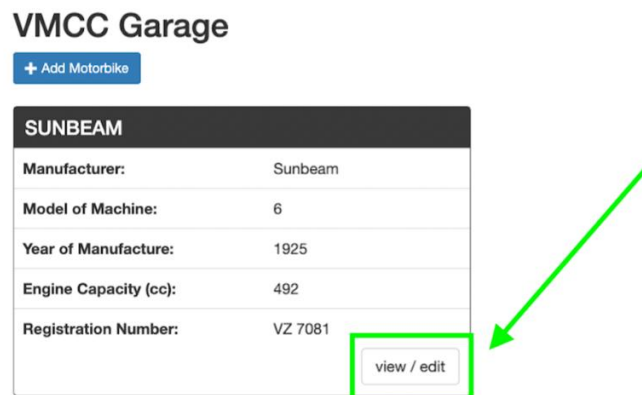 VMCC Garage
+ Add Motorbike
SUNBEAM
Manufacturer: Sunbeam
Model of Machine: 6
Year of Manufacture: 1925
Engine Capacity (cc): 492
Registration Number: VZ 7081
view / edit